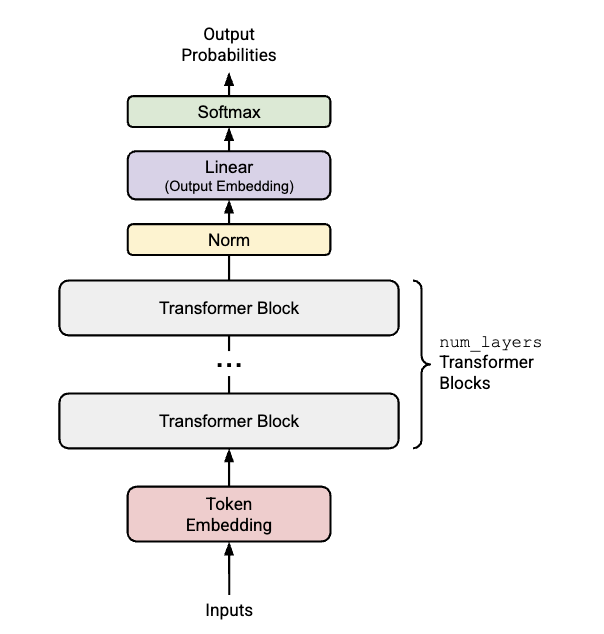 Output
Probabilities
Softmax
Linear
(Output Embedding)
Norm
Transformer Block
...
Transformer Block
num_layers
Transformer
Blocks
Token
Embedding
Inputs